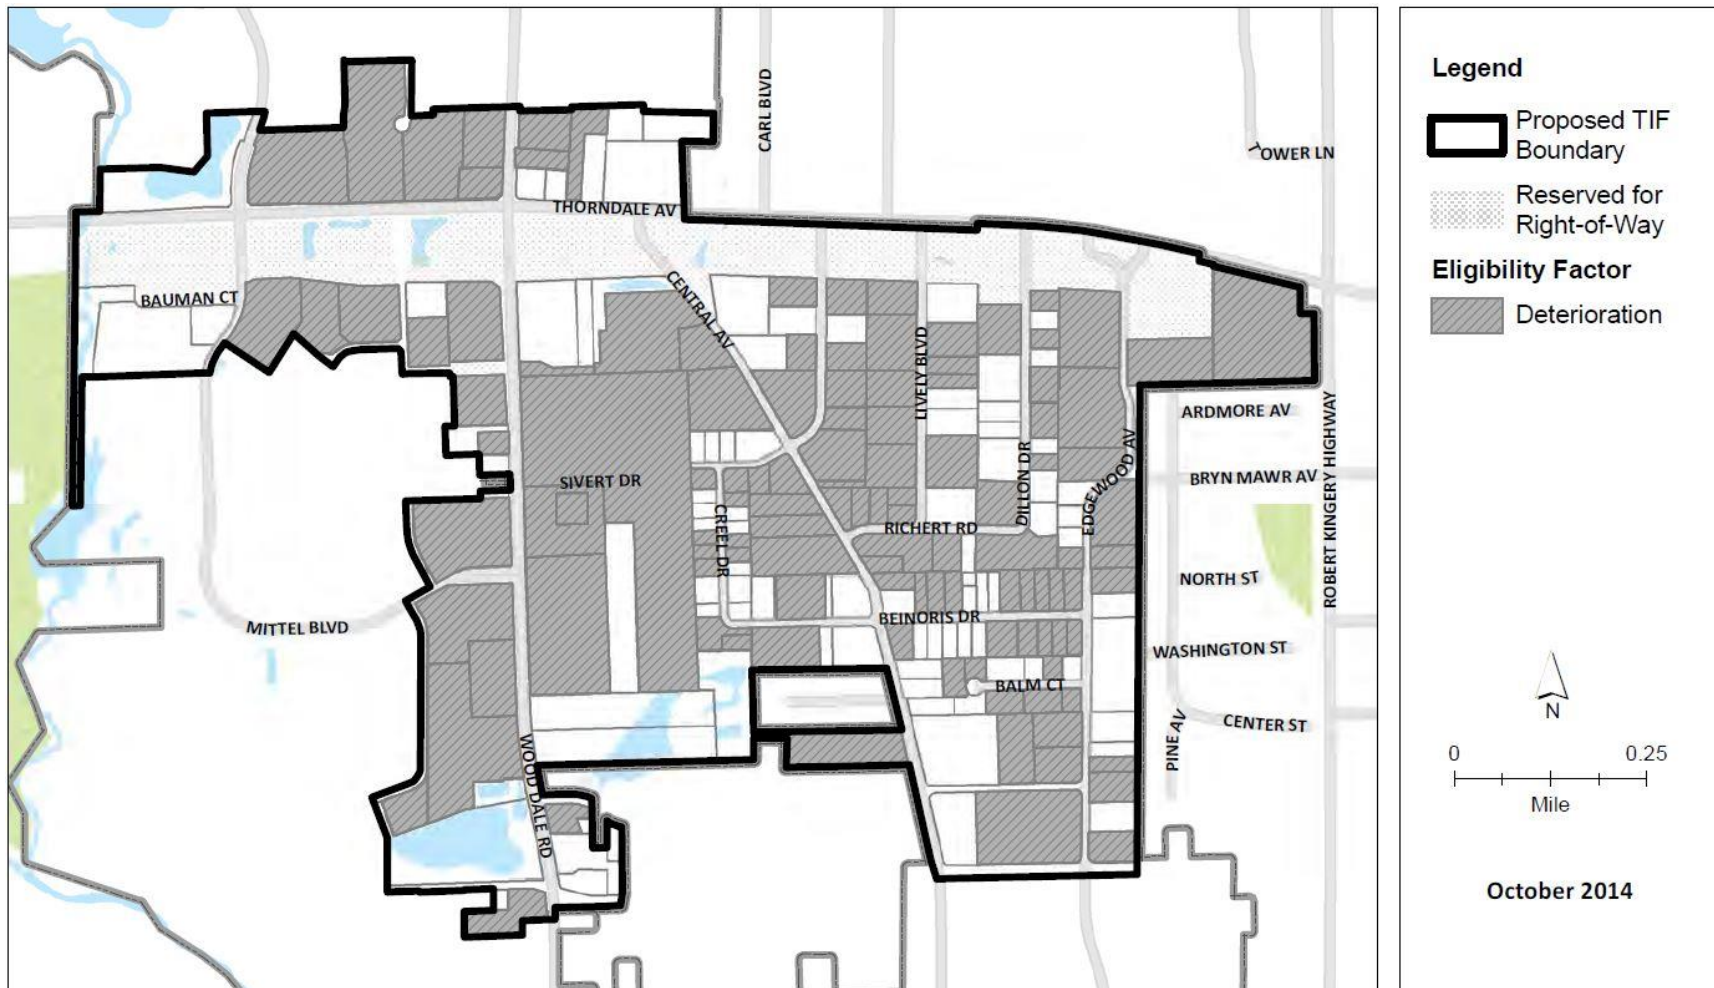 CARL BLVD
TOWER LN
THORNDALE AV
CENTRAL AV
BAUMAN CT
LIVELY BLVD
ROBERT KINGERY HIGHWAY
ARDMORE AV
DILLON DR
EDGEWOOD AV
SIVERT DR
BRYN MAWR AV
CREEL DR
RICHERT RD
NORTH ST
MITTEL BLVD
BEINORIS DR
WASHINGTON ST
BALM CT
PINE AV
CENTER ST
WOOD DALE RD
Legend
Proposed TIF
Boundary
Reserved for
Right-of-Way
Eligibility Factor
Deterioration
N
0 0.25
Mile
October 2014